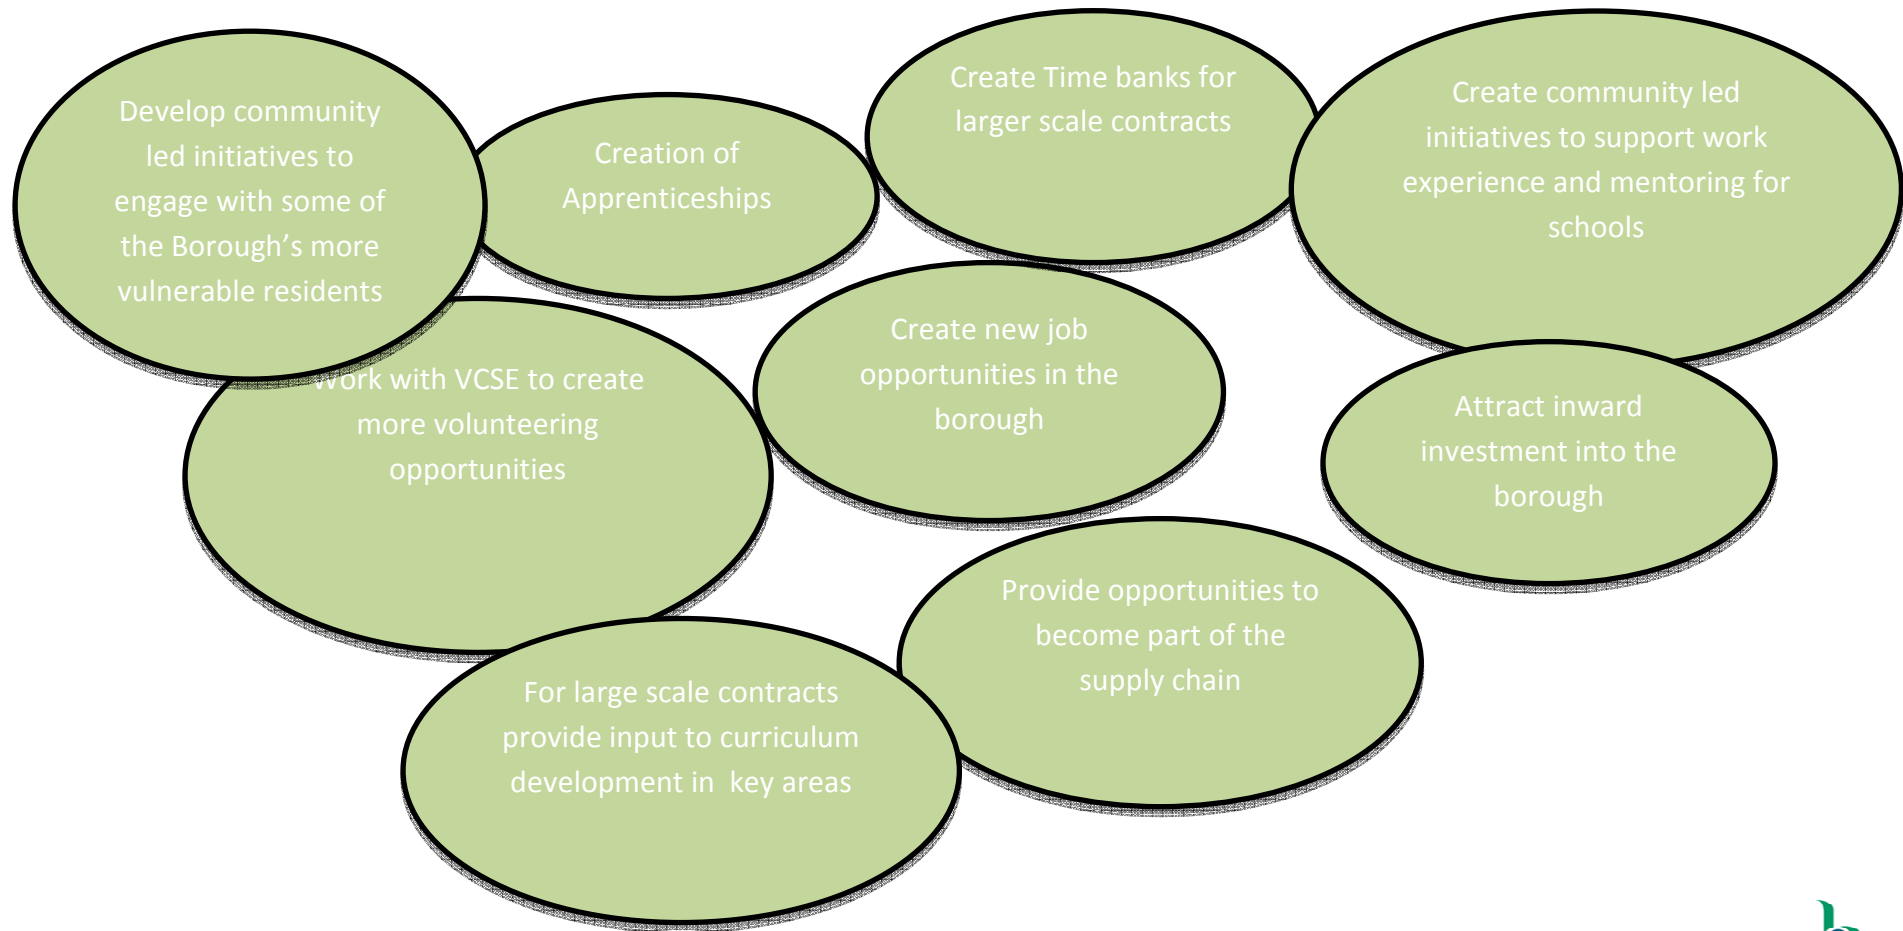 Develop community
led initiatives to
engage with some of
the Borough’s more
vulnerable residents
Creation of
Apprenticeships
Create Time banks for
larger scale contracts
Create community led
initiatives to support work
experience and mentoring for
schools
Work with VCSE to create
more volunteering
opportunities
Create new job
opportunities in the
borough
Attract inward
investment into the
borough
For large scale contracts
provide input to curriculum
development in  key areas
Provide opportunities to
become part of the
supply chain